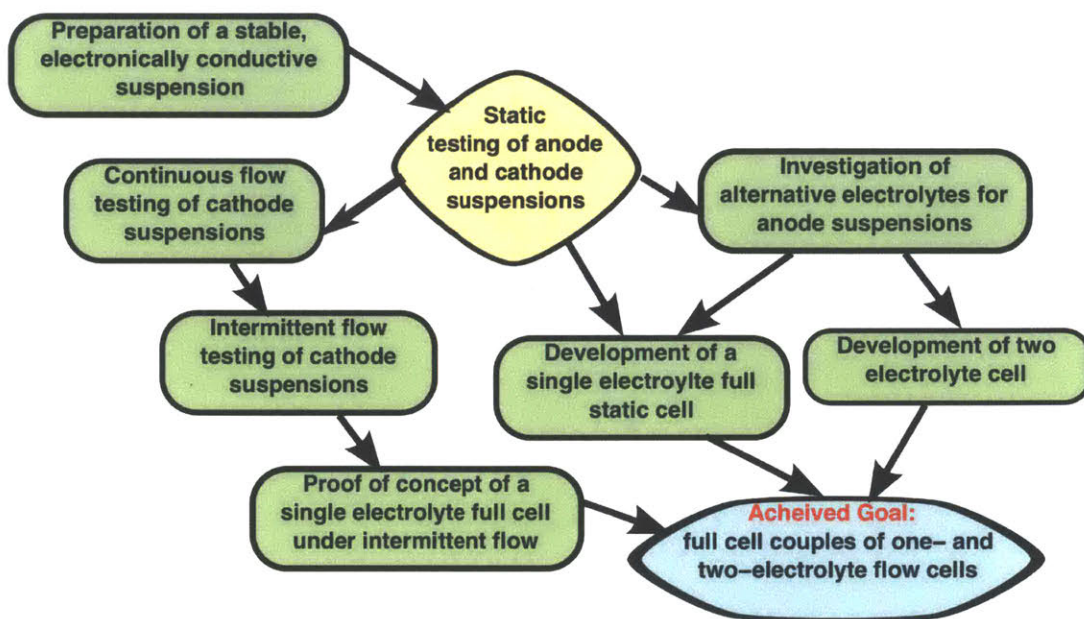 Preparation of a stable,
electronically conductive
suspension
Static
testing of anode
and cathode
suspensions
Continuous flow
testing of cathode
suspensions
Investigation of
alternative electrolytes for
anode suspensions
Intermittent flow
testing of cathode
suspensions
Development of a
single electroylte full
static cell
Development of two
electrolyte cell
Proof of concept of a
single electrolyte full cell
under intermittent flow
Acheived Goal:
full cell couples of one– and
two–electrolyte flow cells